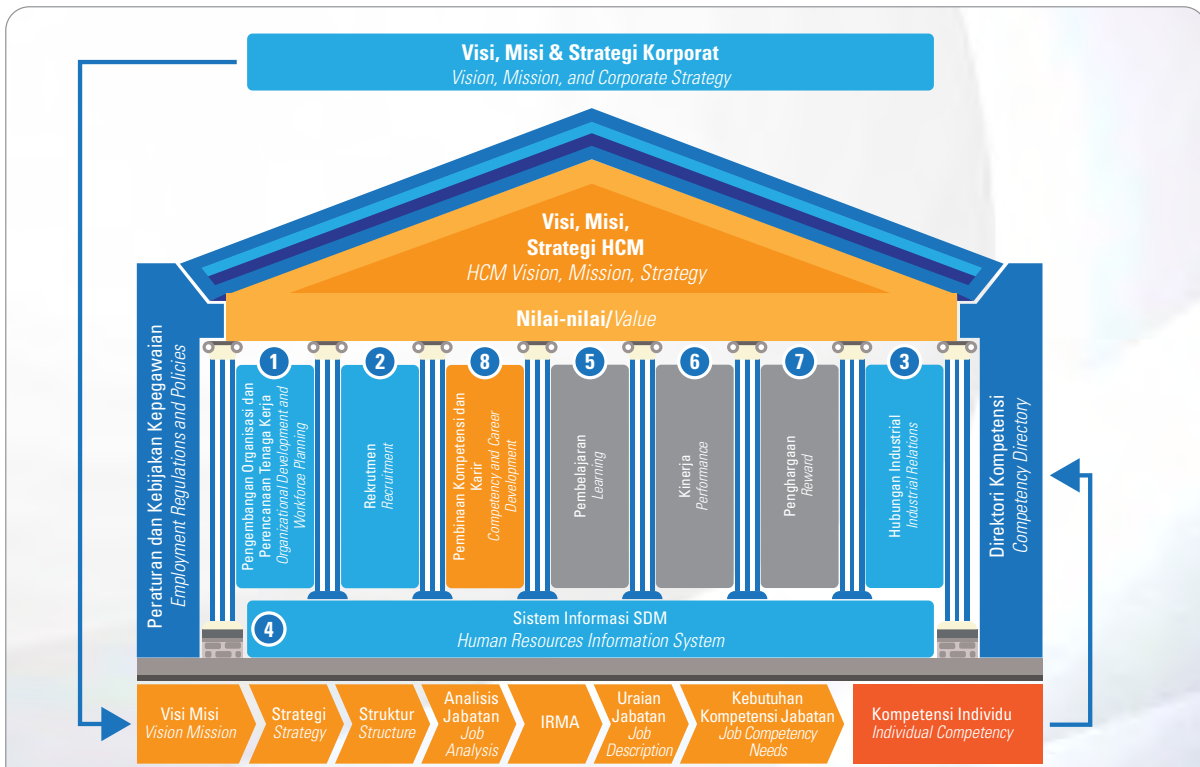 Visi, Misi & Strategi Korporat
Vision, Mission, and Corporate Strategy
Visi, Misi,
Strategi HCM
HCM Vision, Mission, Strategy
Nilai-nilai/Value
Peraturan dan Kebijakan Kepegawaian
Employment Regulations and Policies
1
Pengembangan Organisasi dan
Perencanaan Tenaga Kerja
Organizational Development and
Workforce Planning
2
Rekrutmen
Recruitment
8
Pembinaan Kompetensi dan
Karir
Competency and Career
Development
5
Pembelajaran
Learning
6
Kinerja
Performance
7
Penghargaan
Reward
3
Hubungan Industrial
Industrial Relations
Direktori Kompetensi
Competency Directory
4
Sistem Informasi SDM
Human Resources Information System
Visi Misi
Vision Mission
Strategi
Strategy
Struktur
Structure
Analisis
Jabatan
Job
Analysis
IRMA
Uraian
Jabatan
Job
Description
Kebutuhan
Kompetensi Jabatan
Job Competency
Needs
Kompetensi Individu
Individual Competency